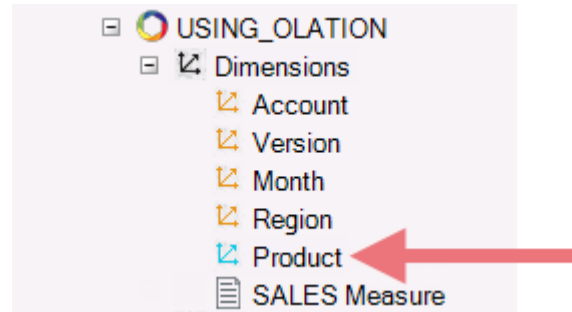 USING_OLATION
Dimensions
Account
Version
Month
Region
Product
SALES Measure